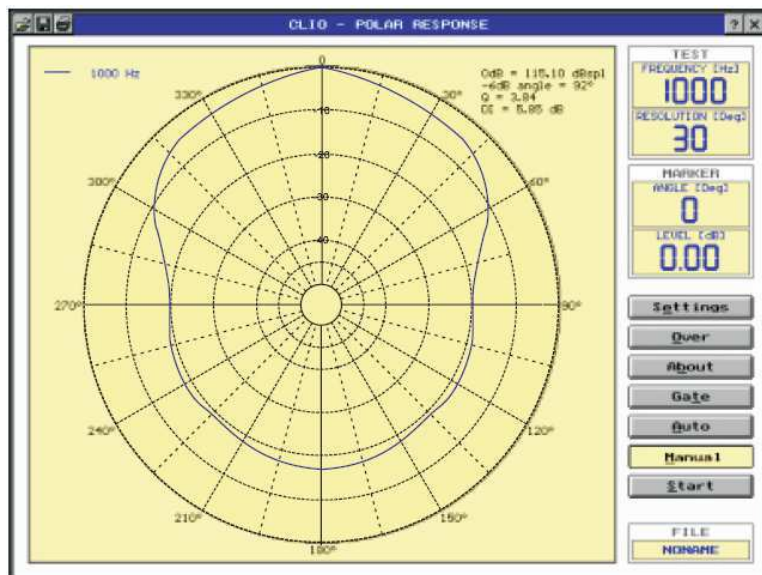 CLIO - POLAR RESPONSE
? X
1000 Hz
0dB = 115.10 dBspl
-6dB angle = 92°
Q = 3.84
DI = 5.85 dB
0
-10
-20
-30
-40
330°
30°
300°
60°
270°
90°
240°
120°
210°
150°
180°
TEST
FREQUENCY [Hz]
1000
RESOLUTION [Deg]
30
MARKER
ANGLE [Deg]
0
LEVEL [dB]
0.00
Settings
Over
About
Gate
Auto
Manual
Start
FILE
NONAME